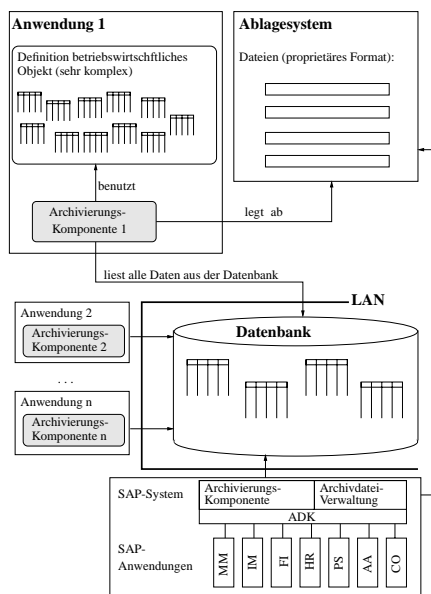 Anwendung 1
Definition betriebswirtschftliches
Objekt (sehr komplex)
benutzt
Archivierungs-
Komponente 1
legt ab
Ablagesystem
Dateien (proprietäres Format):
liest alle Daten aus der Datenbank
LAN
Anwendung 2
Archivierungs-
Komponente 2
. . .
Anwendung n
Archivierungs-
Komponente n
Datenbank
SAP-System
Archivierungs-
Komponente
Archivdatei-
Verwaltung
ADK
SAP-
Anwendungen
MM
IM
FI
HR
PS
AA
CO